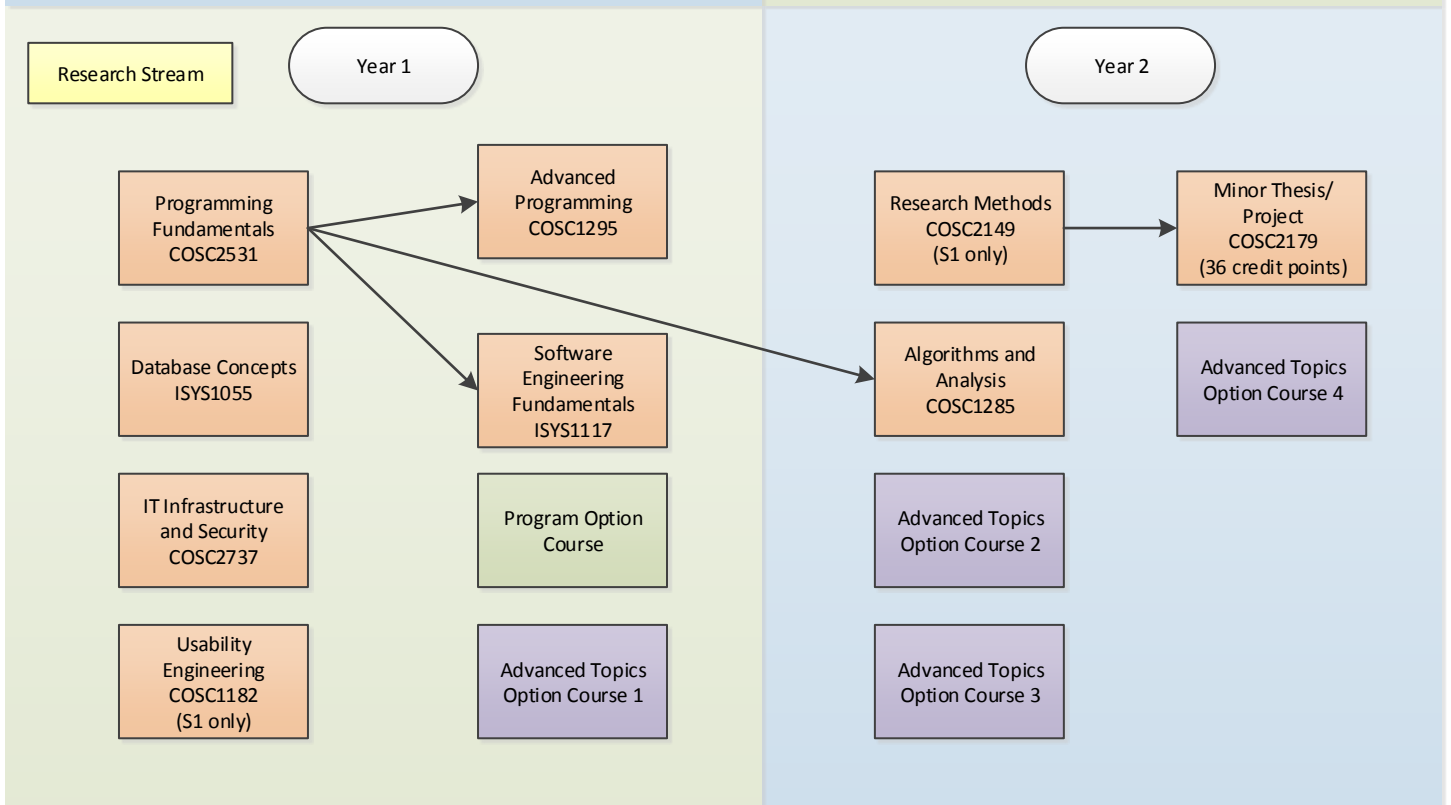 Research Stream
Year 1
Year 2
Programming
Fundamentals
COSC2531
Advanced
Programming
COSC1295
Research Methods
COSC2149
(S1 only)
Minor Thesis/
Project
COSC2179
(36 credit points)
Database Concepts
ISYS1055
Software
Engineering
Fundamentals
ISYS1117
Algorithms and
Analysis
COSC1285
Advanced Topics
Option Course 4
IT Infrastructure
and Security
COSC2737
Program Option
Course
Advanced Topics
Option Course 2
Usability
Engineering
COSC1182
(S1 only)
Advanced Topics
Option Course 1
Advanced Topics
Option Course 3